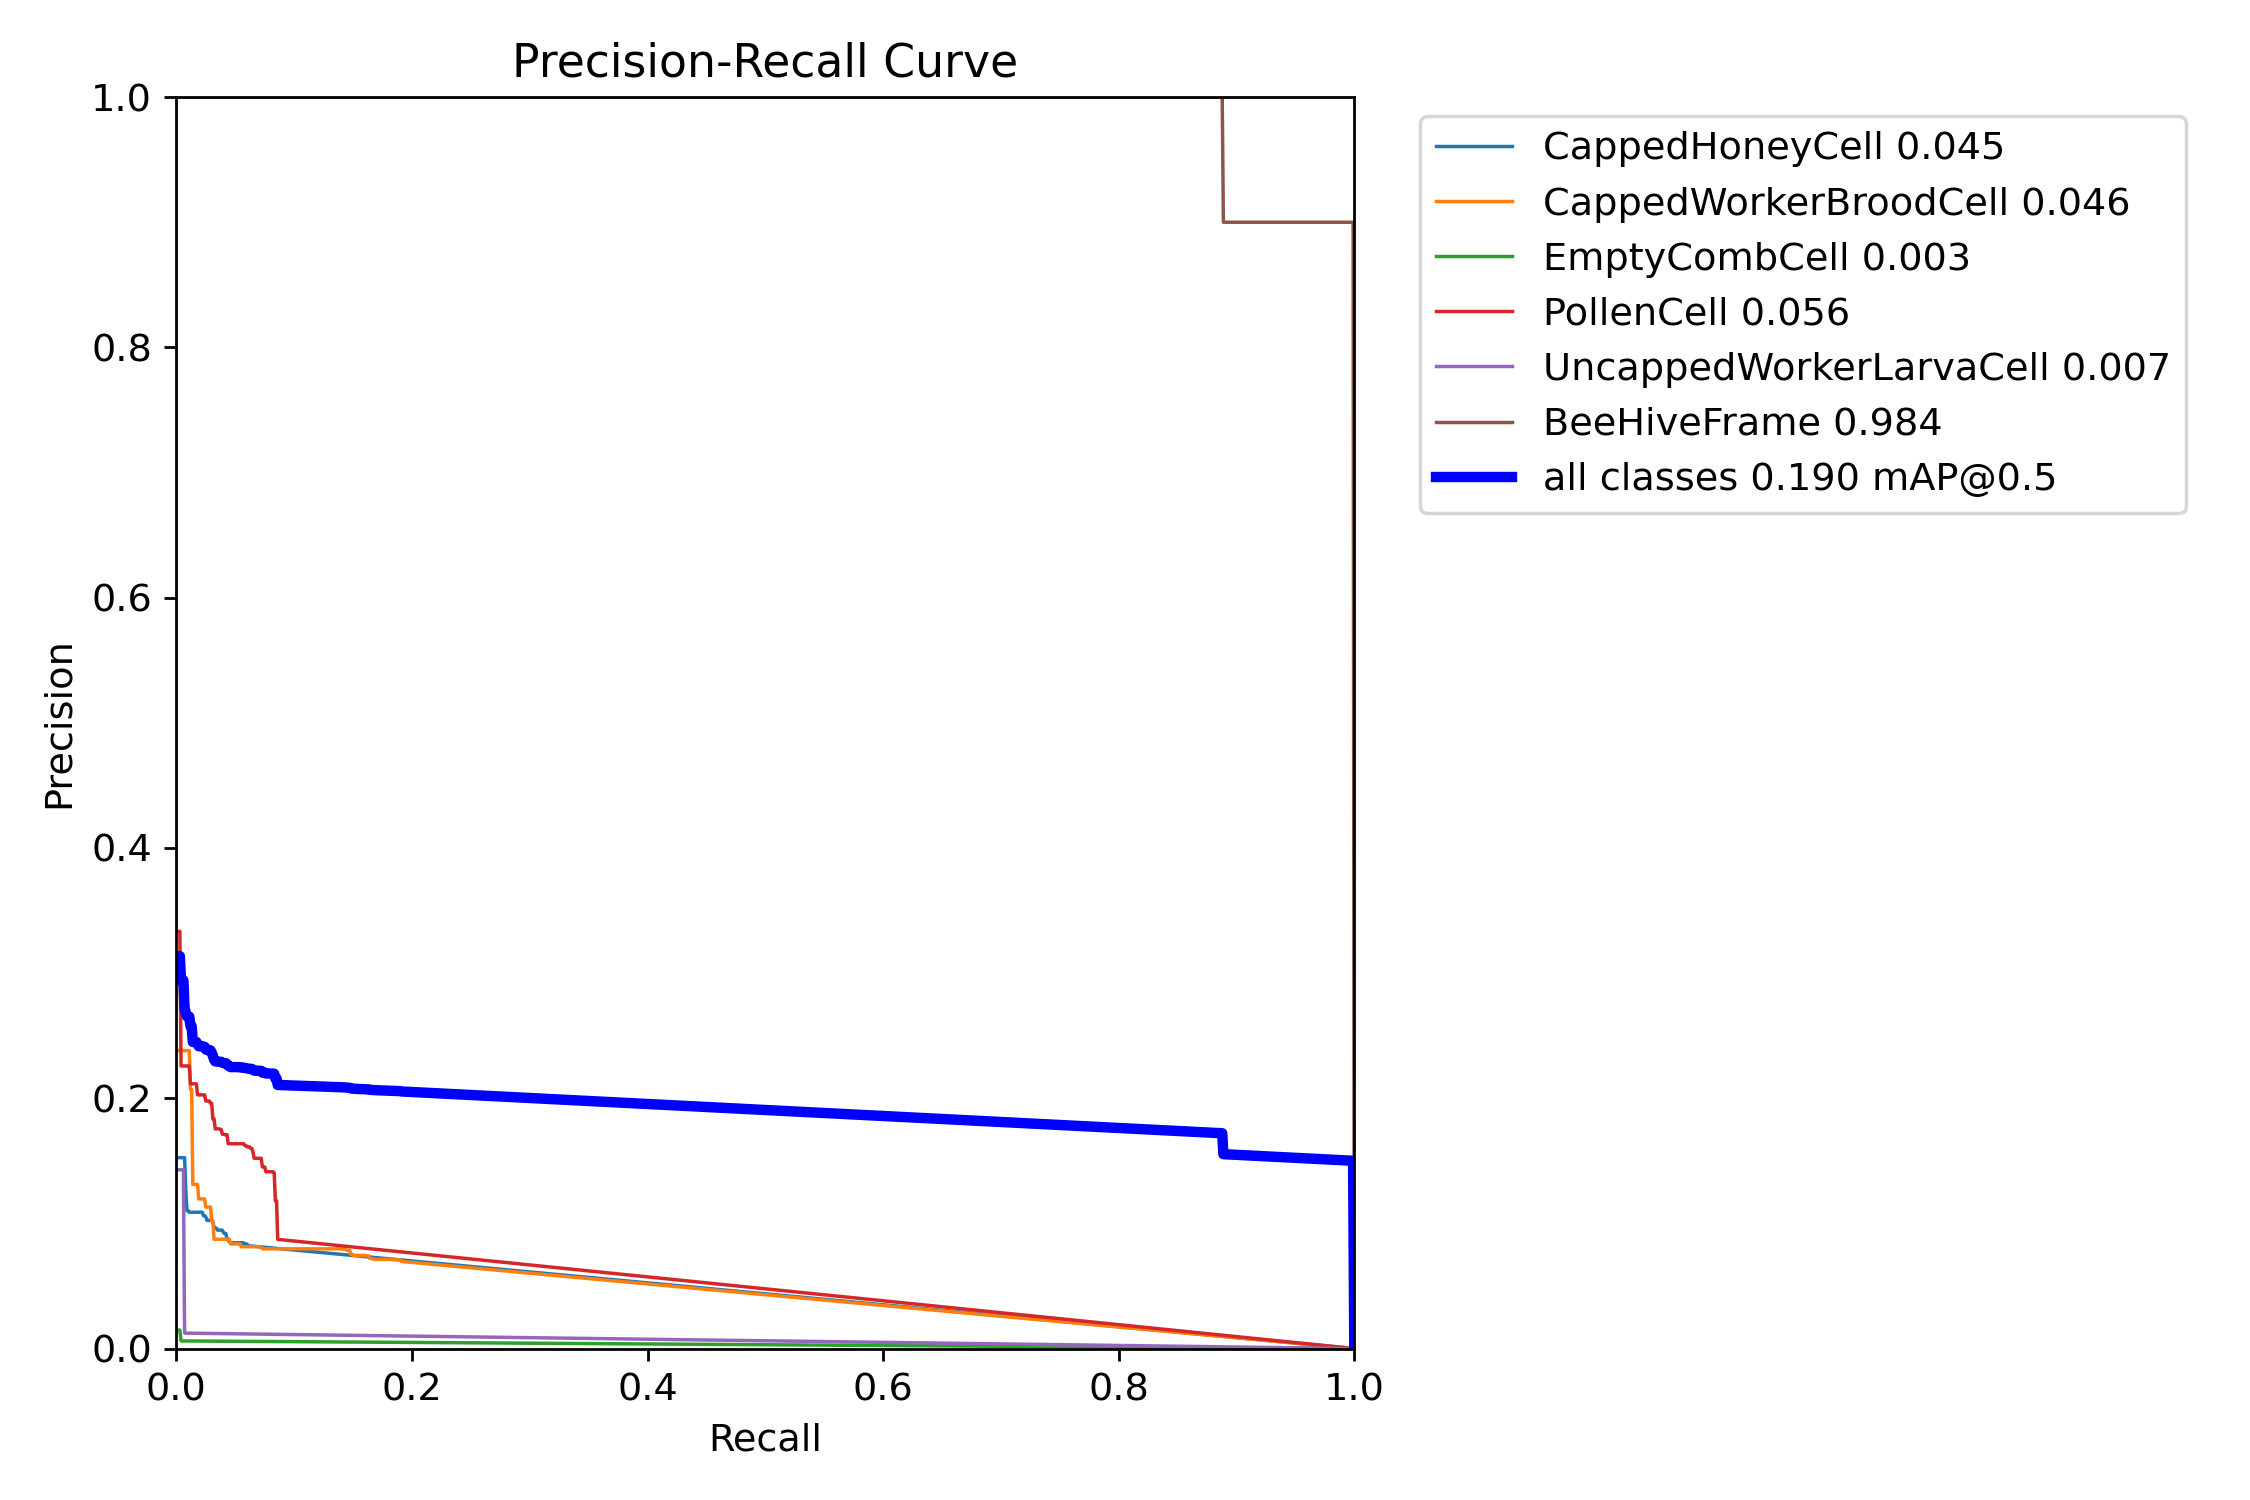 Precision-Recall Curve
1.0
0.8
0.6
0.4
0.2
0.0
Precision
0.0 0.2 0.4 0.6 0.8 1.0
Recall
CappedHoneyCell 0.045
CappedWorkerBroodCell 0.046
EmptyCombCell 0.003
PollenCell 0.056
UncappedWorkerLarvaCell 0.007
BeeHiveFrame 0.984
all classes 0.190 mAP@0.5